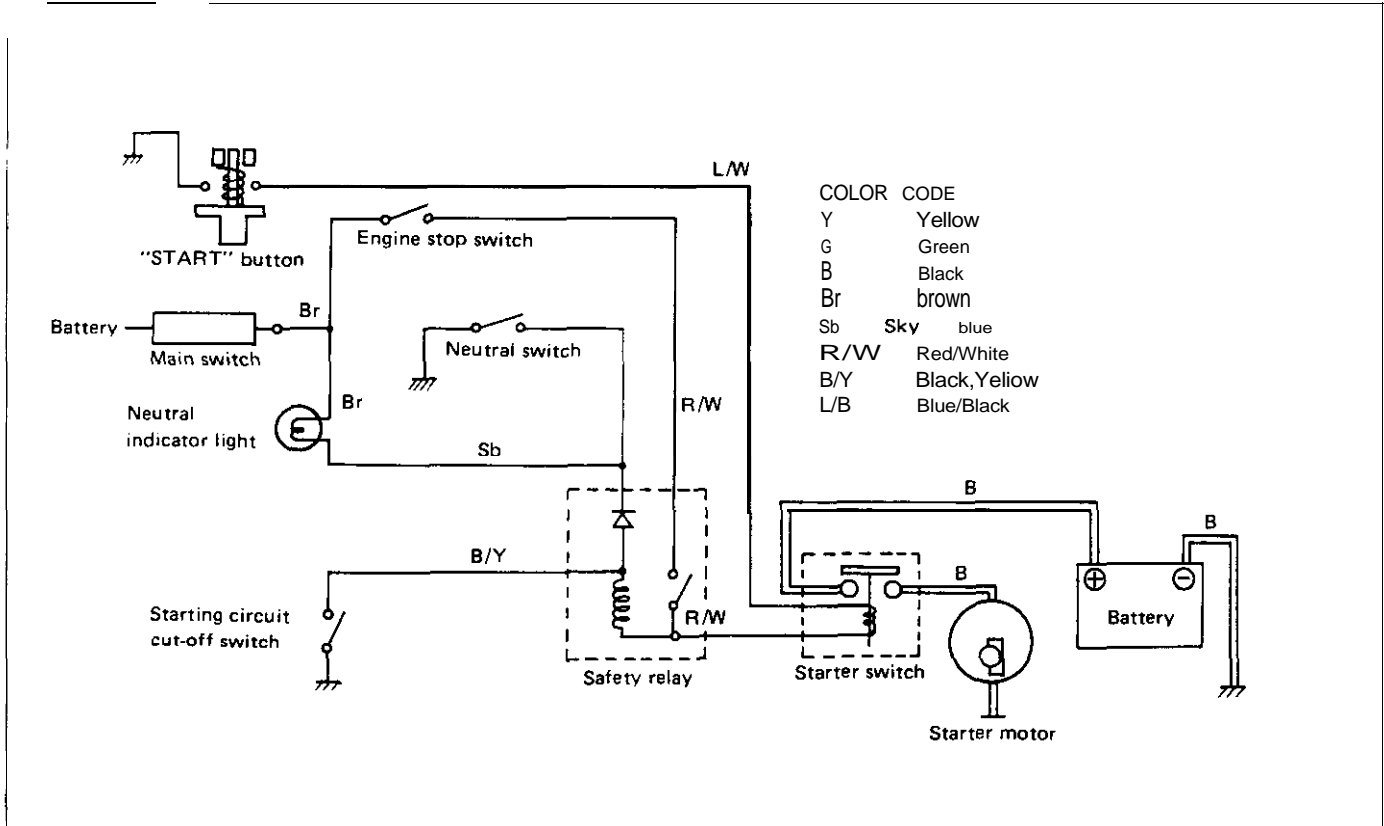 L/W
"START" button
Engine stop switch
COLOR CODE
Y Yellow
G Green
B Black
Br brown
Sb Sky blue
R/W Red/White
B/Y Black,Yeliow
L/B Blue/Black
Battery
Br
Main switch
Neutral switch
Neutral
indicator light
Br
R/W
Sb
B/Y
Starting circuit
cut-off switch
R/W
Safety relay
B
B
B
Battery
Starter switch
Starter motor